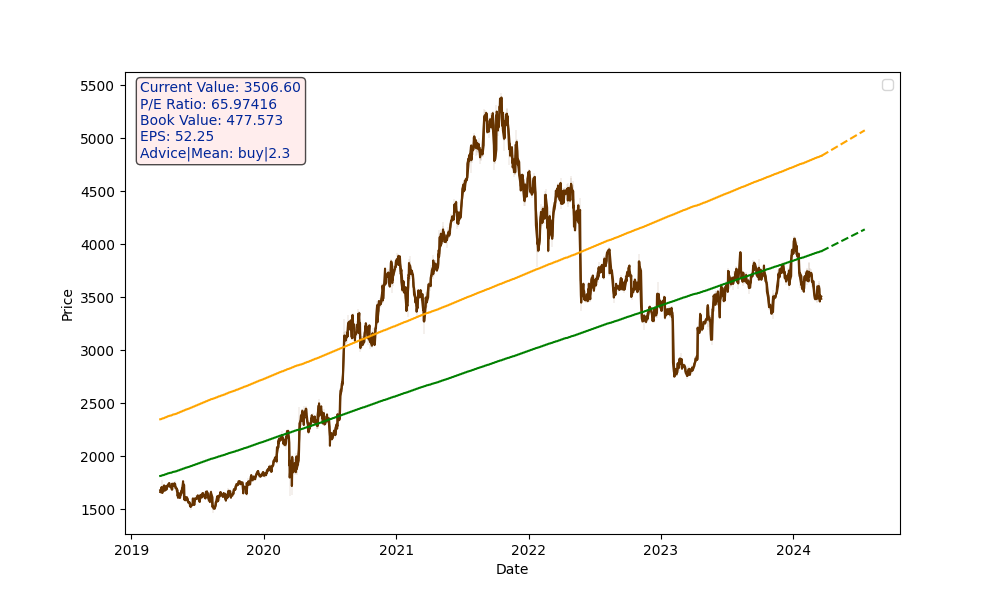 Current Value: 3506.60
P/E Ratio: 65.97416
Book Value: 477.573
EPS: 52.25
Advice|Mean: buy|2.3
Price
5500
5000
4500
4000
3500
3000
2500
2000
1500
2019 2020 2021 2022 2023 2024
Date